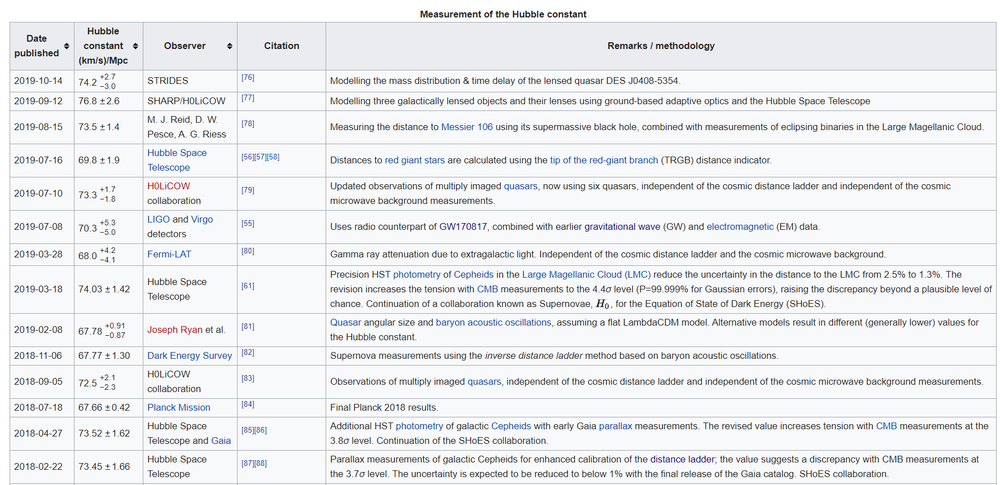 Measurement of the Hubble constant
Date published
Hubble constant (km/s)/Mpc
Observer
Citation
Remarks / methodology
2019-10-14
74.2 +2.7 −3.0
STRIDES
[76]
Modelling the mass distribution & time delay of the lensed quasar DES J0408-5354.
2019-09-12
76.8 ±2.6
SHARP/H0LiCOW
[77]
Modelling three galactically lensed objects and their lenses using ground-based adaptive optics and the Hubble Space Telescope
2019-08-15
73.5 ±1.4
M. J. Reid, D. W.
Pesce, A. G. Riess
[78]
Measuring the distance to Messier 106 using its supermassive black hole, combined with measurements of eclipsing binaries in the Large Magellanic Cloud.
2019-07-16
69.8 ±1.9
Hubble Space
Telescope
[56][57][58]
Distances to red giant stars are calculated using the tip of the red-giant branch (TRGB) distance indicator.
2019-07-10
73.3 +1.7 −1.8
H0LiCOW
collaboration
[79]
Updated observations of multiply imaged quasars, now using six quasars, independent of the cosmic distance ladder and independent of the cosmic
microwave background measurements.
2019-07-08
70.3 +5.3 −5.0
LIGO and Virgo
detectors
[55]
Uses radio counterpart of GW170817, combined with earlier gravitational wave (GW) and electromagnetic (EM) data.
2019-03-28
68.0 +4.2 −4.1
Fermi-LAT
[80]
Gamma ray attenuation due to extragalactic light. Independent of the cosmic distance ladder and the cosmic microwave background.
2019-03-18
74.03 ±1.42
Hubble Space
Telescope
[61]
Precision HST photometry of Cepheids in the Large Magellanic Cloud (LMC) reduce the uncertainty in the distance to the LMC from 2.5% to 1.3%. The
revision increases the tension with CMB measurements to the 4.4σ level (P=99.999% for Gaussian errors), raising the discrepancy beyond a plausible level of
chance. Continuation of a collaboration known as Supernovae, H0, for the Equation of State of Dark Energy (SHoES).
2019-02-08
67.78 +0.91 −0.87
Joseph Ryan et al.
[81]
Quasar angular size and baryon acoustic oscillations, assuming a flat LambdaCDM model. Alternative models result in different (generally lower) values for
the Hubble constant.
2018-11-06
67.77 ±1.30
Dark Energy Survey
[82]
Supernova measurements using the inverse distance ladder method based on baryon acoustic oscillations.
2018-09-05
72.5 +2.1 −2.3
H0LiCOW
collaboration
[83]
Observations of multiply imaged quasars, independent of the cosmic distance ladder and independent of the cosmic microwave background measurements.
2018-07-18
67.66 ±0.42
Planck Mission
[84]
Final Planck 2018 results.
2018-04-27
73.52 ±1.62
Hubble Space
Telescope and Gaia
[85][86]
Additional HST photometry of galactic Cepheids with early Gaia parallax measurements. The revised value increases tension with CMB measurements at the
3.8σ level. Continuation of the SHoES collaboration.
2018-02-22
73.45 ±1.66
Hubble Space
Telescope
[87][88]
Parallax measurements of galactic Cepheids for enhanced calibration of the distance ladder; the value suggests a discrepancy with CMB measurements at
the 3.7σ level. The uncertainty is expected to be reduced to below 1% with the final release of the Gaia catalog. SHoES collaboration.